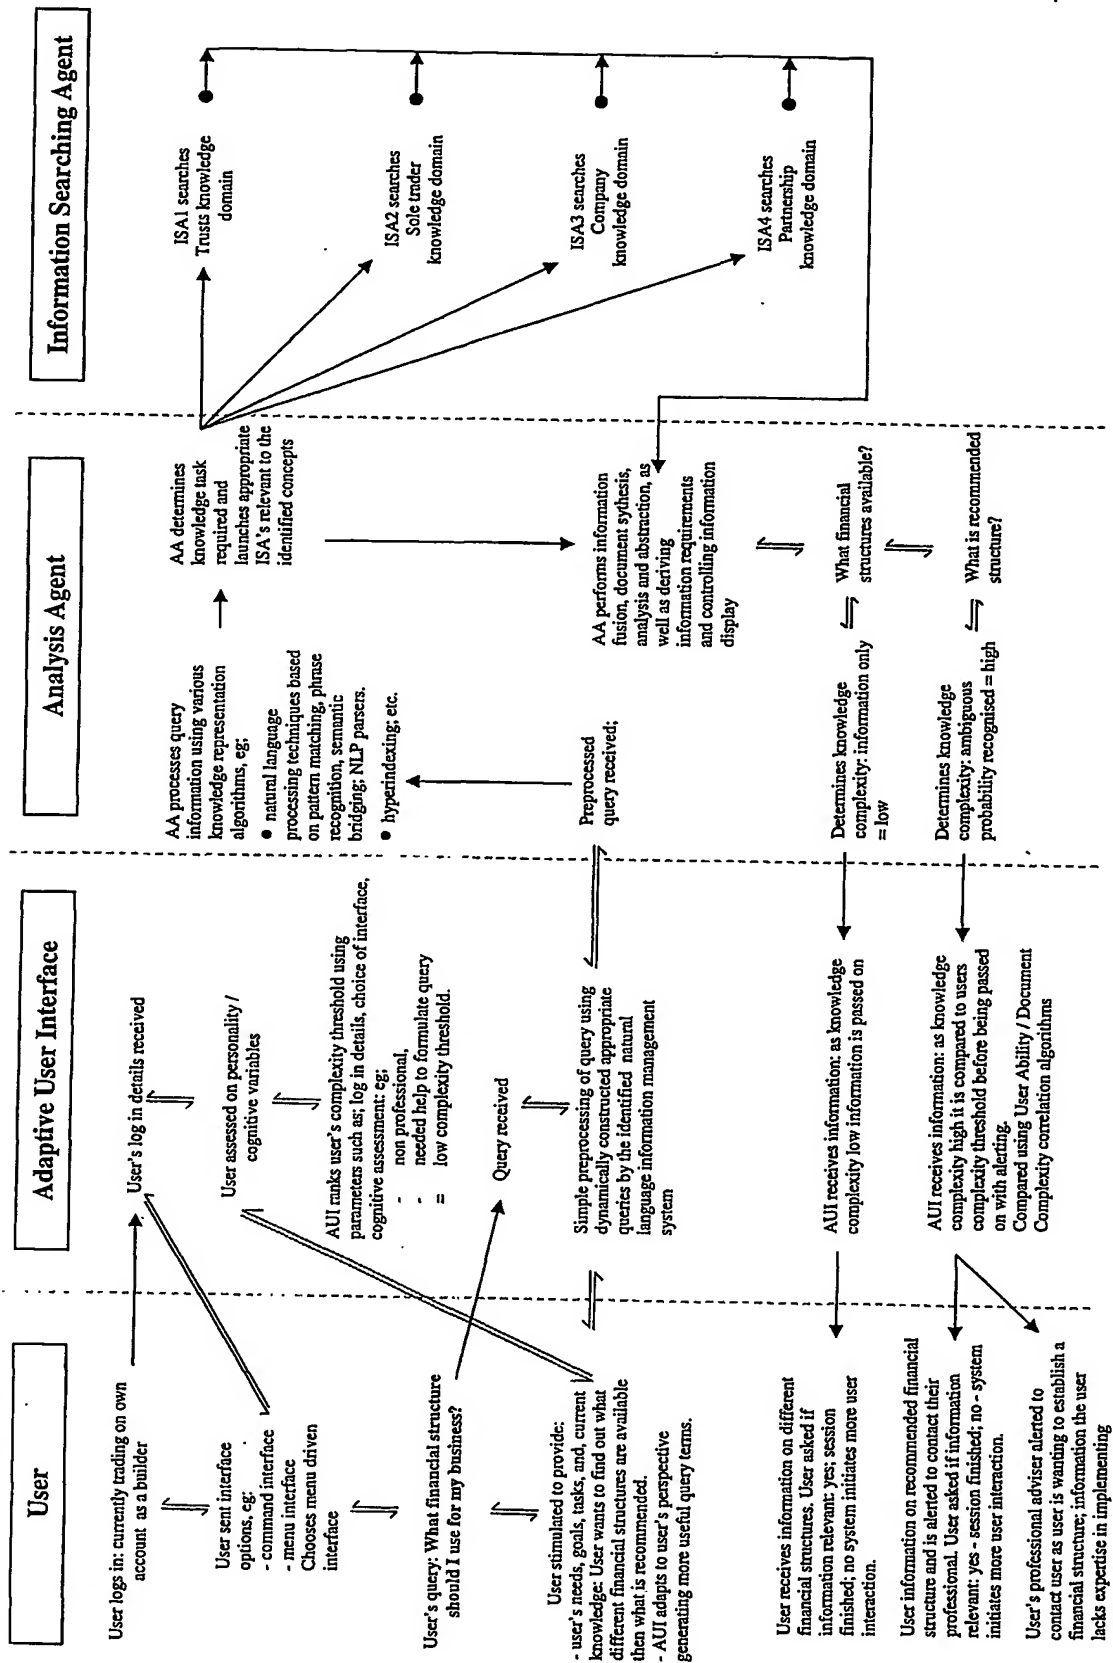 User
User logs in: currently trading on own
account as a builder
User sent interface
options, eg:
- command interface
- menu interface
Chooses menu driven
interface
User's query: What financial structure
should I use for my business?
User stimulated to provide:
- user's needs, goals, tasks, and, current
knowledge: User wants to find out what
different financial structures are available
then what is recommended.
- AUI adapts to user's perspective
generating more useful query terms.
User receives information on different
financial structures. User asked if
information relevant: yes; session
finished; no system initiates more user
interaction.
User information on recommended financial
structure and is alerted to contact their
professional. User asked if information
relevant: yes - session finished; no - system
initiates more user interaction.
User's professional adviser alerted to
contact user as user is wanting to establish a
financial structure; information the user
lacks expertise in implementing
Adaptive User Interface
User's log in details received
User assessed on personality /
cognitive variables
AUI ranks user's complexity threshold using
parameters such as; log in details, choice of interface,
cognitive assessment: eg;
- non professional,
- needed help to formulate query
= low complexity threshold.
Query received
Simple preprocessing of query using
dynamically constructed appropriate
queries by the identified natural
language information management
system
AUI receives information: as knowledge
complexity low information is passed on
AUI receives information: as knowledge
complexity high it is compared to users
complexity threshold before being passed
on with alerting.
Compared using User Ability / Document
Complexity correlation algorithms
Analysis Agent
AA processes query
information using various
knowledge representation
algorithms, eg;
● natural language
processing techniques based
on pattern matching, phrase
recognition, semantic
bridging; NLP parsers.
● hyperindexing; etc.
AA determines
knowledge task
required and
launches appropriate
ISA's relevant to the
identified concepts
Preprocessed
query received;
AA performs information
fusion, document sythesis,
analysis and abstraction, as
well as deriving
information requirements
and controlling information
display
Determines knowledge
complexity: information only
= low
What financial
structures available?
Determines knowledge
complexity: ambiguous
probability recognised = high
What is recommended
structure?
Information Searching Agent
ISA1 searches
Trusts knowledge
domain
ISA2 searches
Sole trader
knowledge domain
ISA3 searches
Company
knowledge domain
ISA4 searches
Partnership
knowledge domain